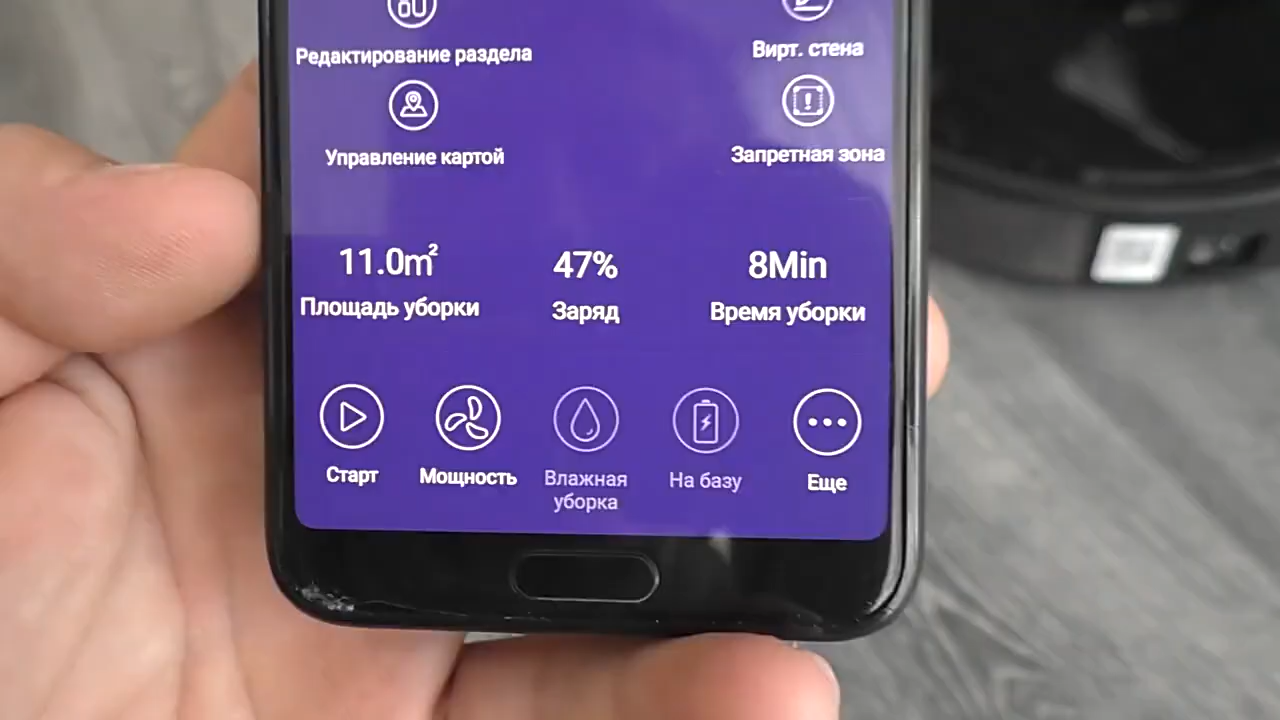 Редактирование раздела
Вирт. стена
Управление картой
Запретная зона
11.0m²
47%
8Min
Площадь уборки
Заряд
Время уборки
Старт
Мощность
Влажная
уборка
На базу
Еще